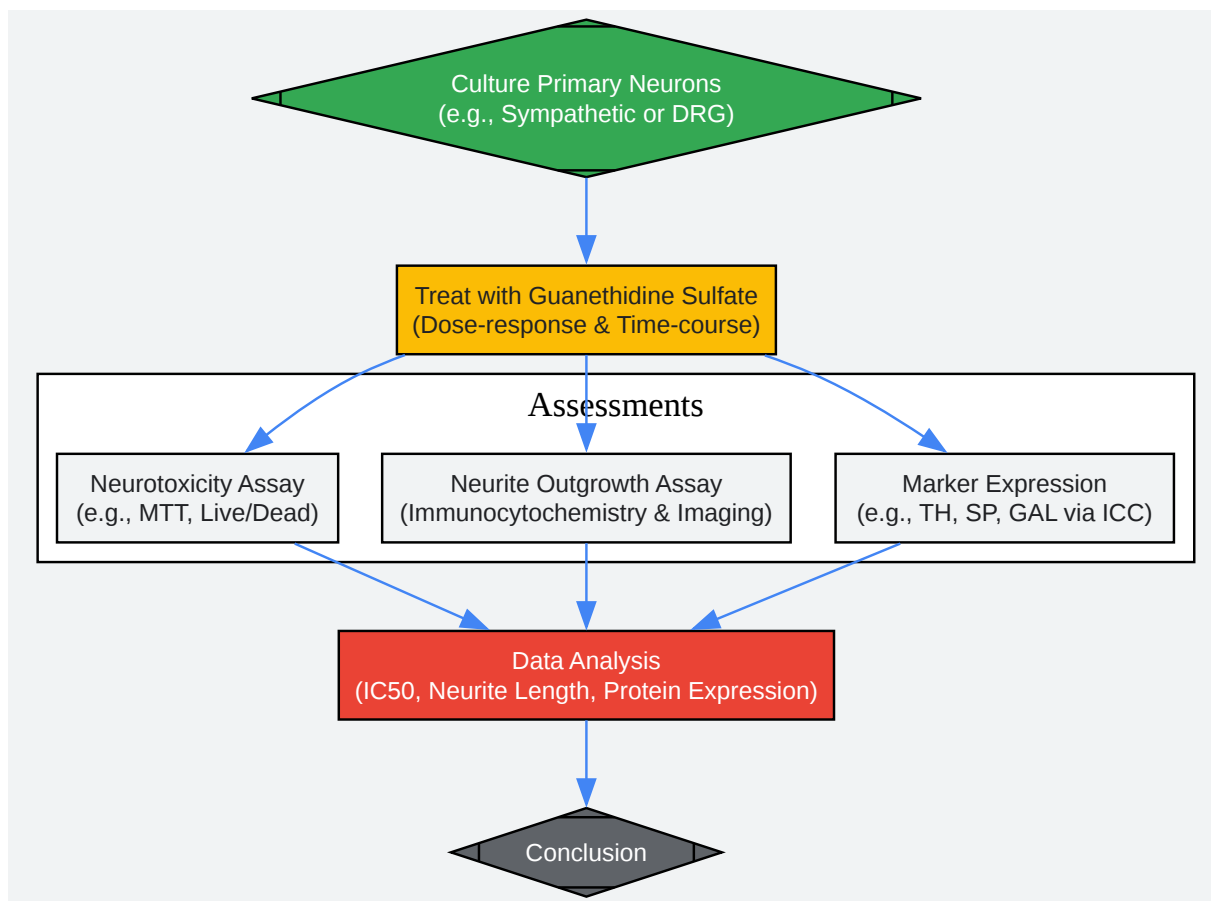 Culture Primary Neurons
(e.g., Sympathetic or DRG)
Treat with Guanethidine Sulfate
(Dose-response & Time-course)
Assessments
Neurotoxicity Assay
(e.g., MTT, Live/Dead)
Neurite Outgrowth Assay
(Immunocytochemistry & Imaging)
Marker Expression
(e.g., TH, SP, GAL via ICC)
Data Analysis
(IC50, Neurite Length, Protein Expression)
Conclusion